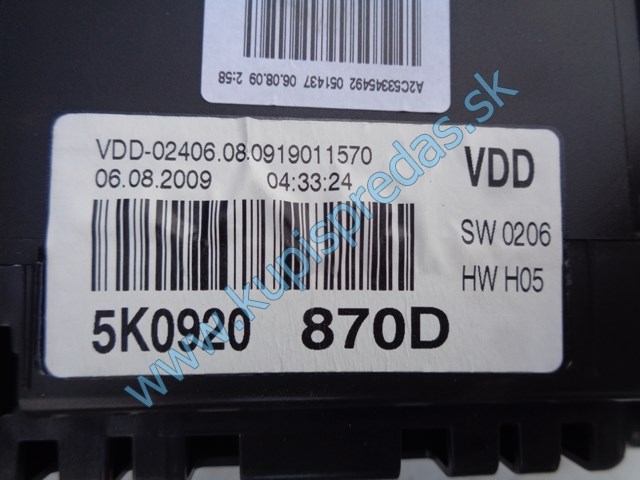 A2C53345492 051437 06.08.09 2:58
VDD-02406.08.0919011570
06.08.2009 04:33:24
VDD
SW 0206
HW H05
5K0920 870D
www.kupispredas.sk